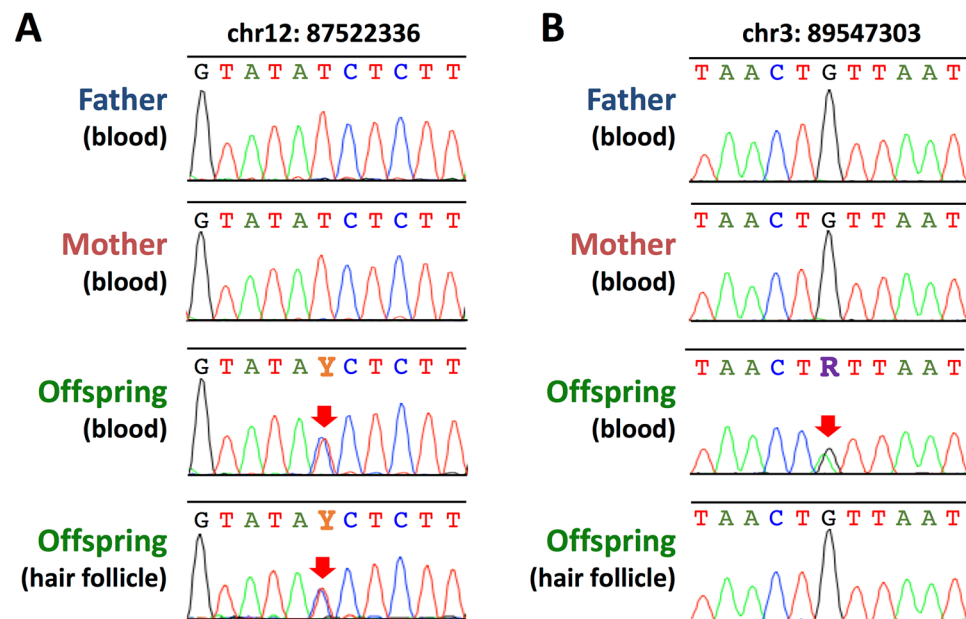 A
chr12: 87522336
G T A T A T C T C T T
Father
(blood)
G T A T A T C T C T T
Mother
(blood)
G T A T A Y C T C T T
Offspring
(blood)
G T A T A Y C T C T T
Offspring
(hair follicle)
B
chr3: 89547303
T A A C T G T T A A T
Father
(blood)
T A A C T G T T A A T
Mother
(blood)
T A A C T R T T A A T
Offspring
(blood)
T A A C T G T T A A T
Offspring
(hair follicle)